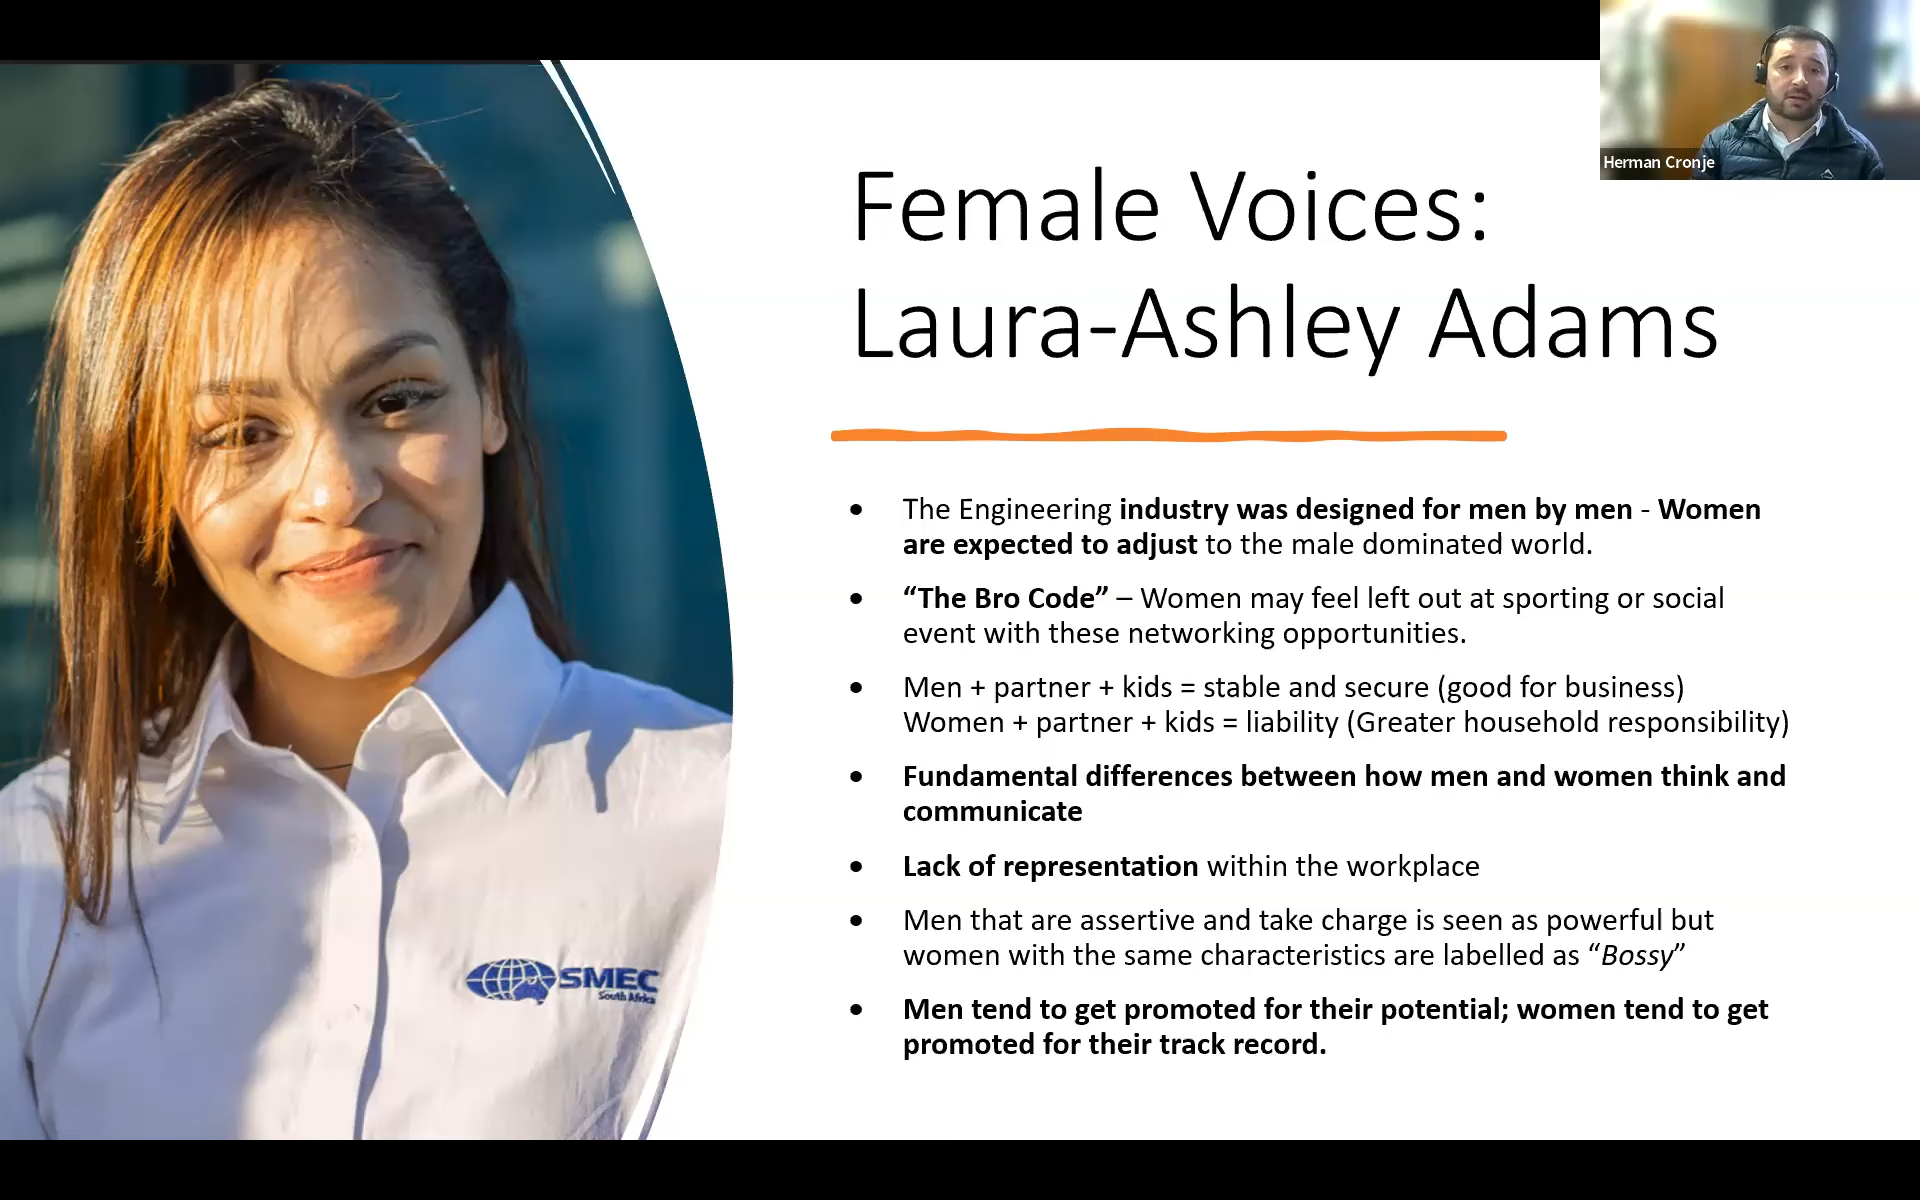 Herman Cronje
Female Voices:
Laura-Ashley Adams
• The Engineering industry was designed for men by men - Women
are expected to adjust to the male dominated world.
• “The Bro Code” – Women may feel left out at sporting or social
event with these networking opportunities.
• Men + partner + kids = stable and secure (good for business)
Women + partner + kids = liability (Greater household responsibility)
• Fundamental differences between how men and women think and
communicate
• Lack of representation within the workplace
• Men that are assertive and take charge is seen as powerful but
women with the same characteristics are labelled as “Bossy”
• Men tend to get promoted for their potential; women tend to get
promoted for their track record.
SMEC
South Africa